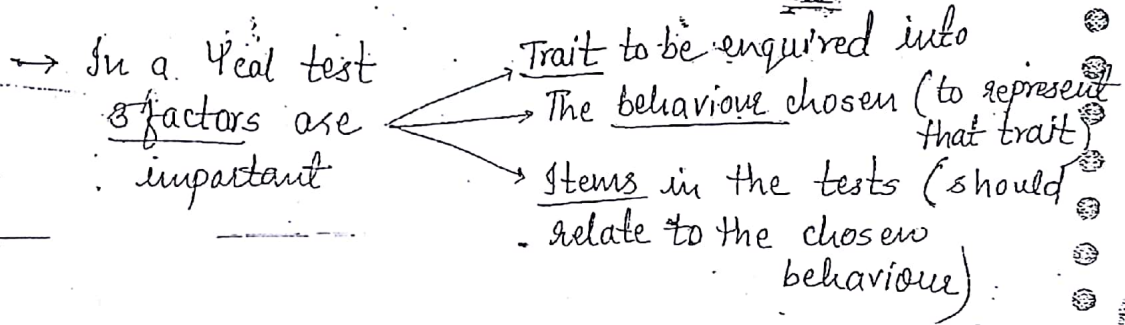 → In a Ψcal test
3 factors are
important
Trait to be enquired into
The behaviour chosen (to represent
that trait)
Items in the tests (should
relate to the chosen
behaviour)